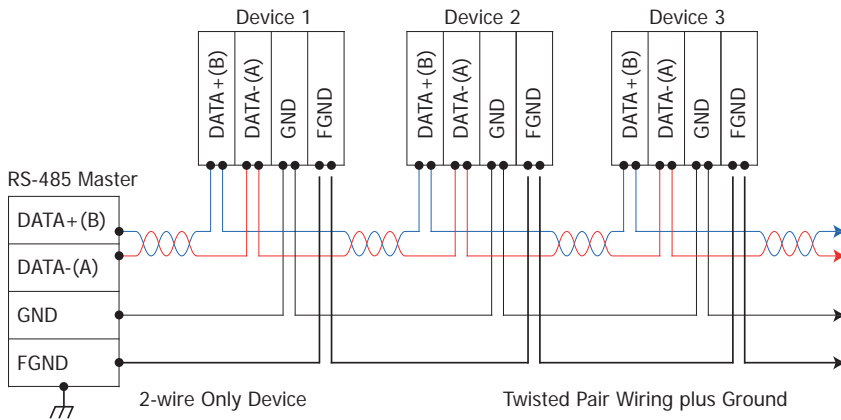 Device 1
Device 2
Device 3
DATA+(B)
DATA-(A)
GND
FGND
DATA+(B)
DATA-(A)
GND
FGND
DATA+(B)
DATA-(A)
GND
FGND
RS-485 Master
DATA+(B)
DATA-(A)
GND
FGND
2-wire Only Device
Twisted Pair Wiring plus Ground